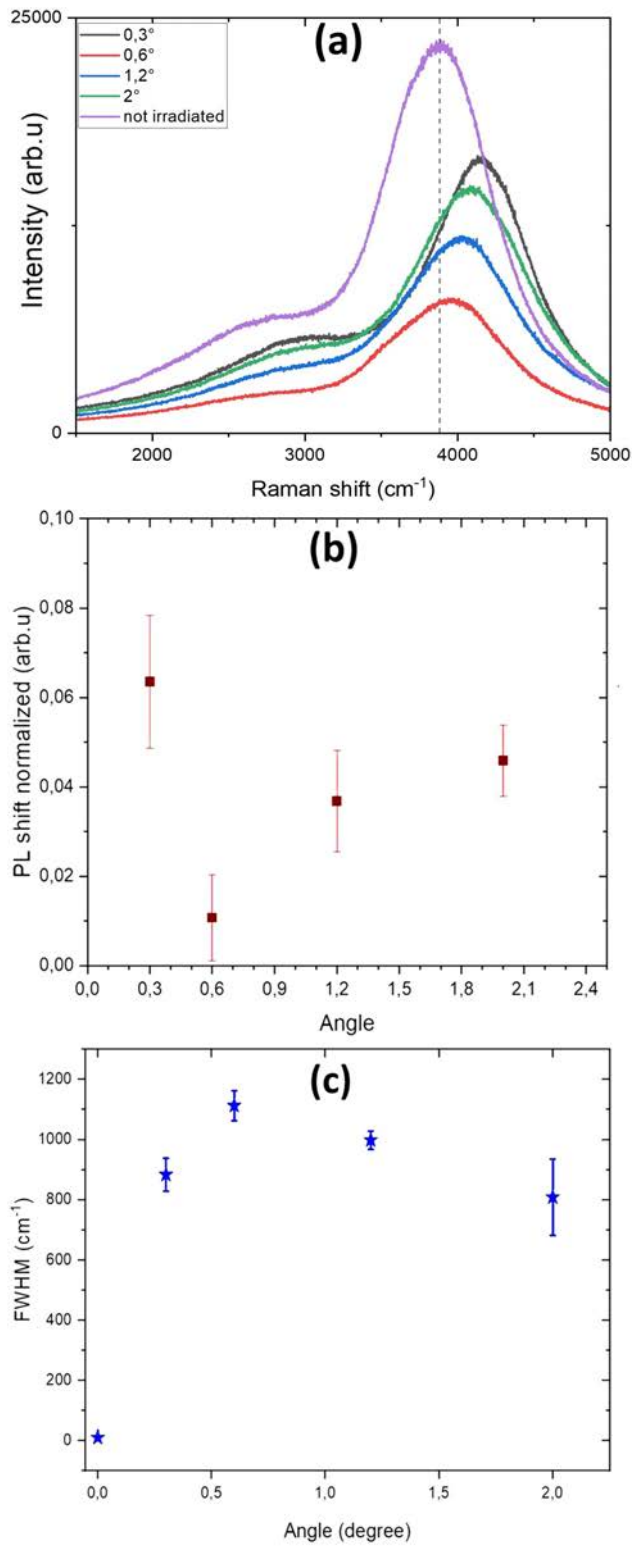 25000
(a)
0,3°
0,6°
1,2°
2°
not irradiated
Intensity (arb.u)
0
2000 3000 4000 5000
Raman shift (cm⁻¹)
0,10
(b)
0,08
0,06
0,04
0,02
0,00
PL shift normalized (arb.u)
0,0 0,3 0,6 0,9 1,2 1,5 1,8 2,1 2,4
Angle
(c)
1200
1000
800
600
400
200
0
FWHM (cm⁻¹)
0,0 0,5 1,0 1,5 2,0
Angle (degree)